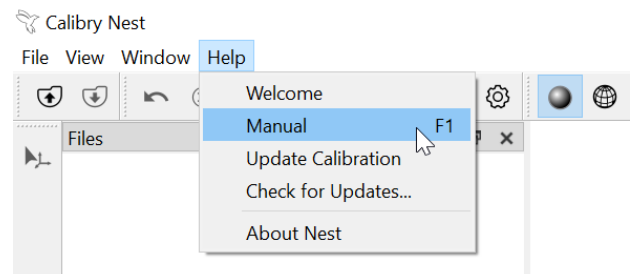 Calibry Nest
File View Window Help
Welcome
Manual F1
Files
Update Calibration
Check for Updates...
About Nest